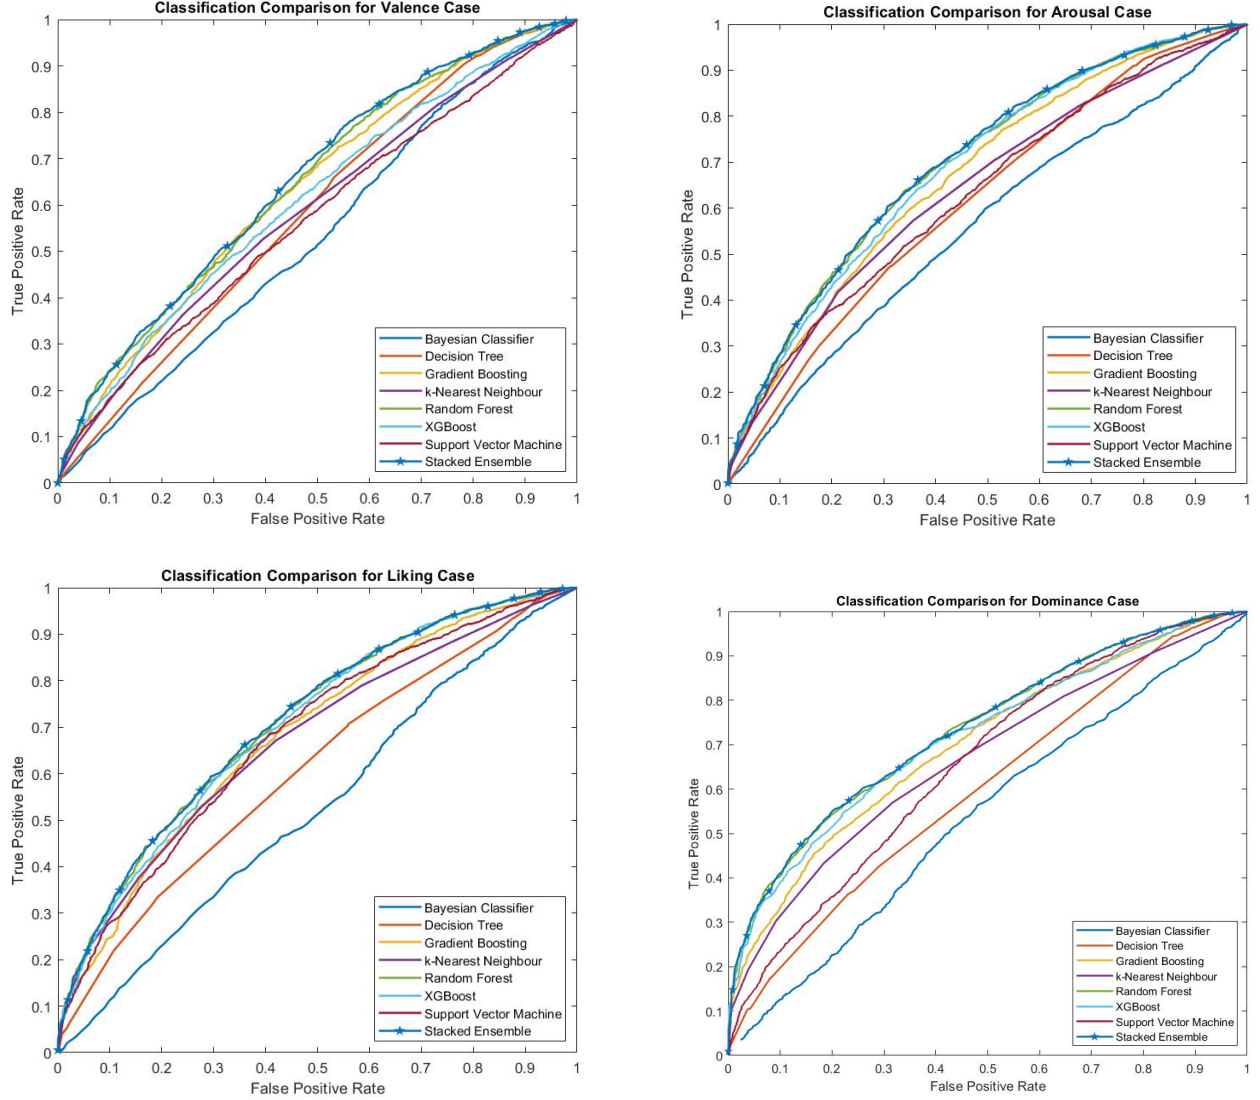 Classification Comparison for Valence Case
1
0.9
0.8
0.7
0.6
0.5
0.4
0.3
0.2
0.1
0
True Positive Rate
Bayesian Classifier
Decision Tree
Gradient Boosting
k-Nearest Neighbour
Random Forest
XGBoost
Support Vector Machine
Stacked Ensemble
0 0.1 0.2 0.3 0.4 0.5 0.6 0.7 0.8 0.9 1
False Positive Rate
Classification Comparison for Arousal Case
1
0.9
0.8
0.7
0.6
0.5
0.4
0.3
0.2
0.1
0
True Positive Rate
Bayesian Classifier
Decision Tree
Gradient Boosting
k-Nearest Neighbour
Random Forest
XGBoost
Support Vector Machine
Stacked Ensemble
0 0.1 0.2 0.3 0.4 0.5 0.6 0.7 0.8 0.9 1
False Positive Rate
Classification Comparison for Liking Case
1
0.9
0.8
0.7
0.6
0.5
0.4
0.3
0.2
0.1
0
True Positive Rate
Bayesian Classifier
Decision Tree
Gradient Boosting
k-Nearest Neighbour
Random Forest
XGBoost
Support Vector Machine
Stacked Ensemble
0 0.1 0.2 0.3 0.4 0.5 0.6 0.7 0.8 0.9 1
False Positive Rate
Classification Comparison for Dominance Case
1
0.9
0.8
0.7
0.6
0.5
0.4
0.3
0.2
0.1
0
True Positive Rate
Bayesian Classifier
Decision Tree
Gradient Boosting
k-Nearest Neighbour
Random Forest
XGBoost
Support Vector Machine
Stacked Ensemble
0 0.1 0.2 0.3 0.4 0.5 0.6 0.7 0.8 0.9 1
False Positive Rate